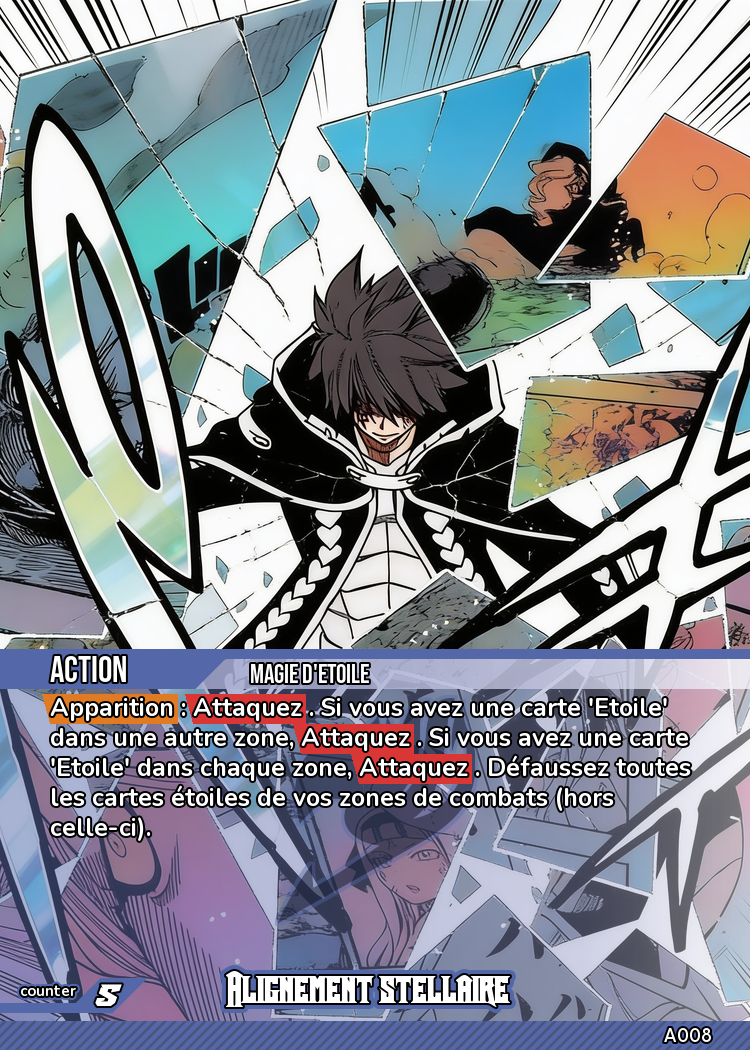 ACTION
MAGIE D'ETOILE
Apparition : Attaquez . Si vous avez une carte 'Etoile'
dans une autre zone, Attaquez . Si vous avez une carte
'Etoile' dans chaque zone, Attaquez . Défaussez toutes
les cartes étoiles de vos zones de combats (hors
celle-ci).
counter 5
ALIGNEMENT STELLAIRE
A008